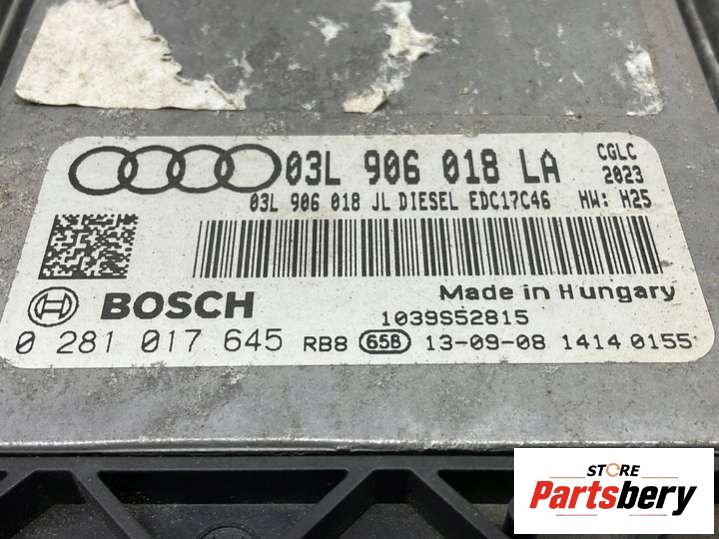 03L 906 018 LA
CGLC
2023
03L 906 018 JL DIESEL EDC17C46 HW: H25
BOSCH
Made in Hungary
1039S52815
0 281 017 645 RB8 65B 13-09-08 1414 0155
STORE
Partsbery